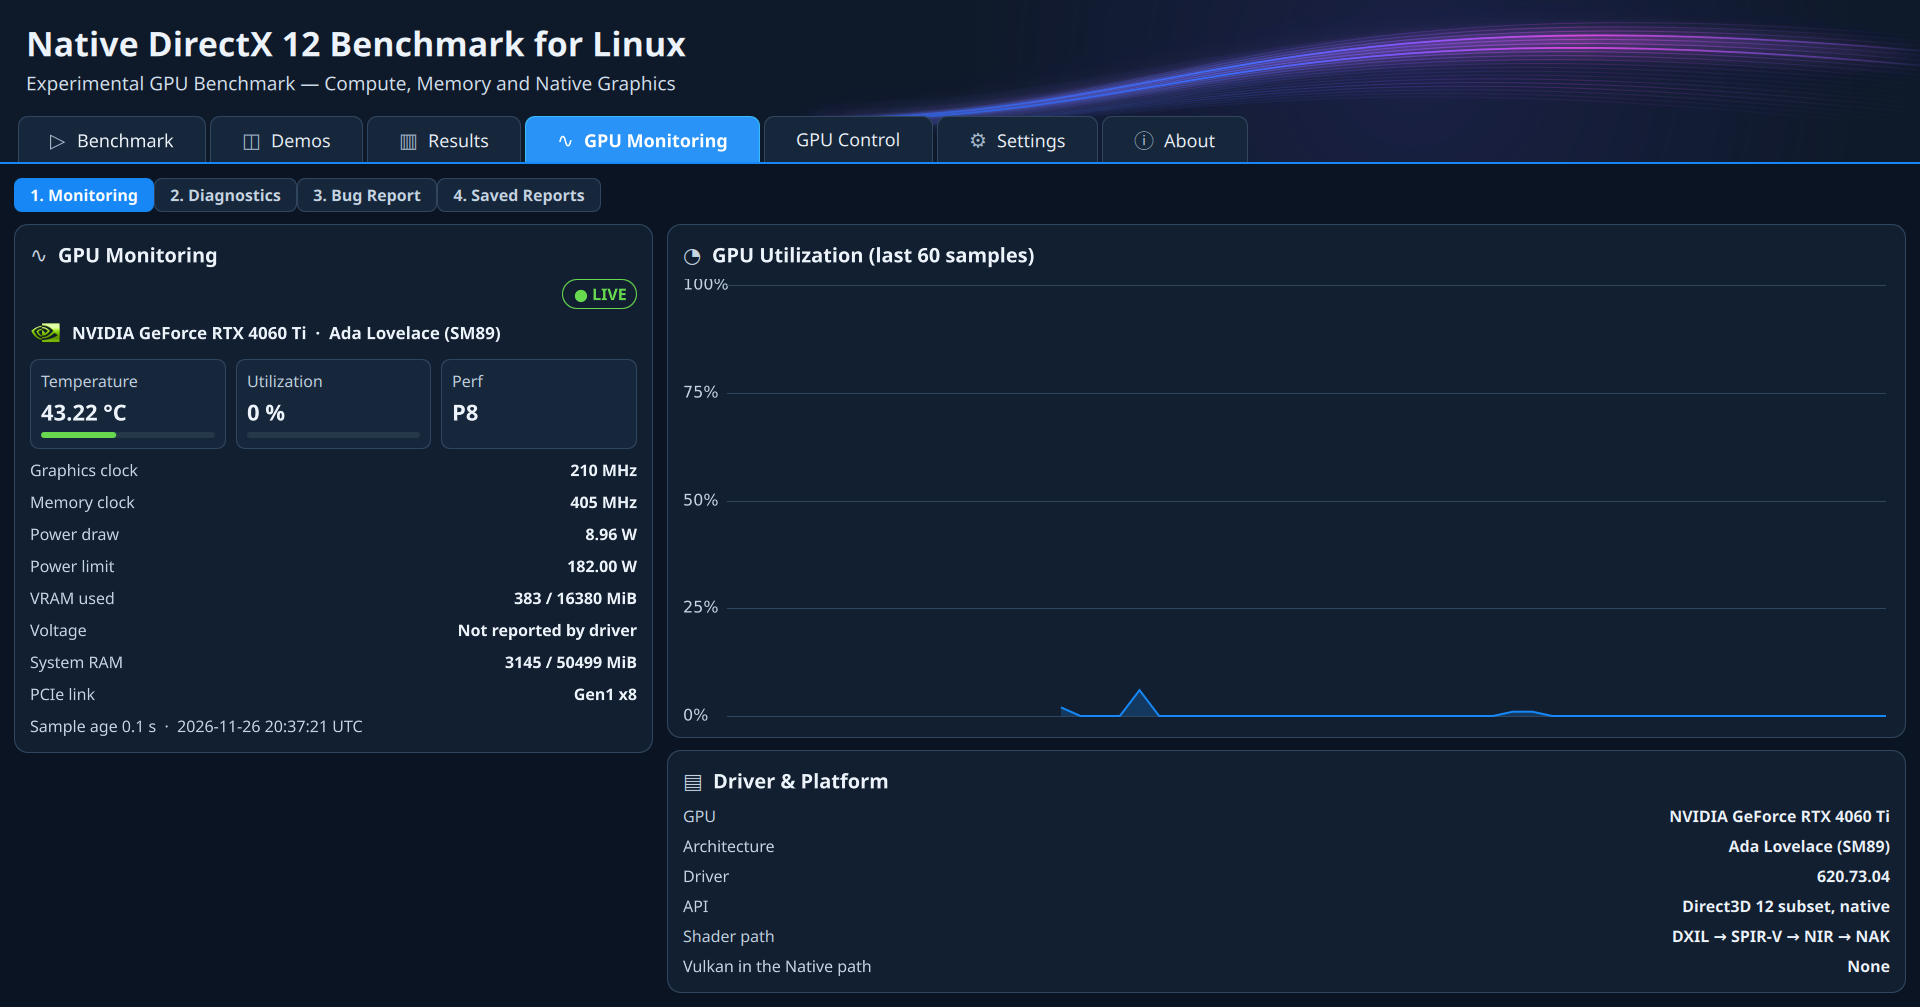 Native DirectX 12 Benchmark for Linux
Experimental GPU Benchmark — Compute, Memory and Native Graphics
Benchmark
Demos
Results
GPU Monitoring
GPU Control
Settings
About
1. Monitoring
2. Diagnostics
3. Bug Report
4. Saved Reports
GPU Monitoring
LIVE
NVIDIA GeForce RTX 4060 Ti · Ada Lovelace (SM89)
Temperature
43.22 °C
Utilization
0 %
Perf
P8
Graphics clock 210 MHz
Memory clock 405 MHz
Power draw 8.96 W
Power limit 182.00 W
VRAM used 383 / 16380 MiB
Voltage Not reported by driver
System RAM 3145 / 50499 MiB
PCIe link Gen1 x8
Sample age 0.1 s · 2026-11-26 20:37:21 UTC
GPU Utilization (last 60 samples)
100%
75%
50%
25%
0%
Driver & Platform
GPU NVIDIA GeForce RTX 4060 Ti
Architecture Ada Lovelace (SM89)
Driver 620.73.04
API Direct3D 12 subset, native
Shader path DXIL → SPIR-V → NIR → NAK
Vulkan in the Native path None